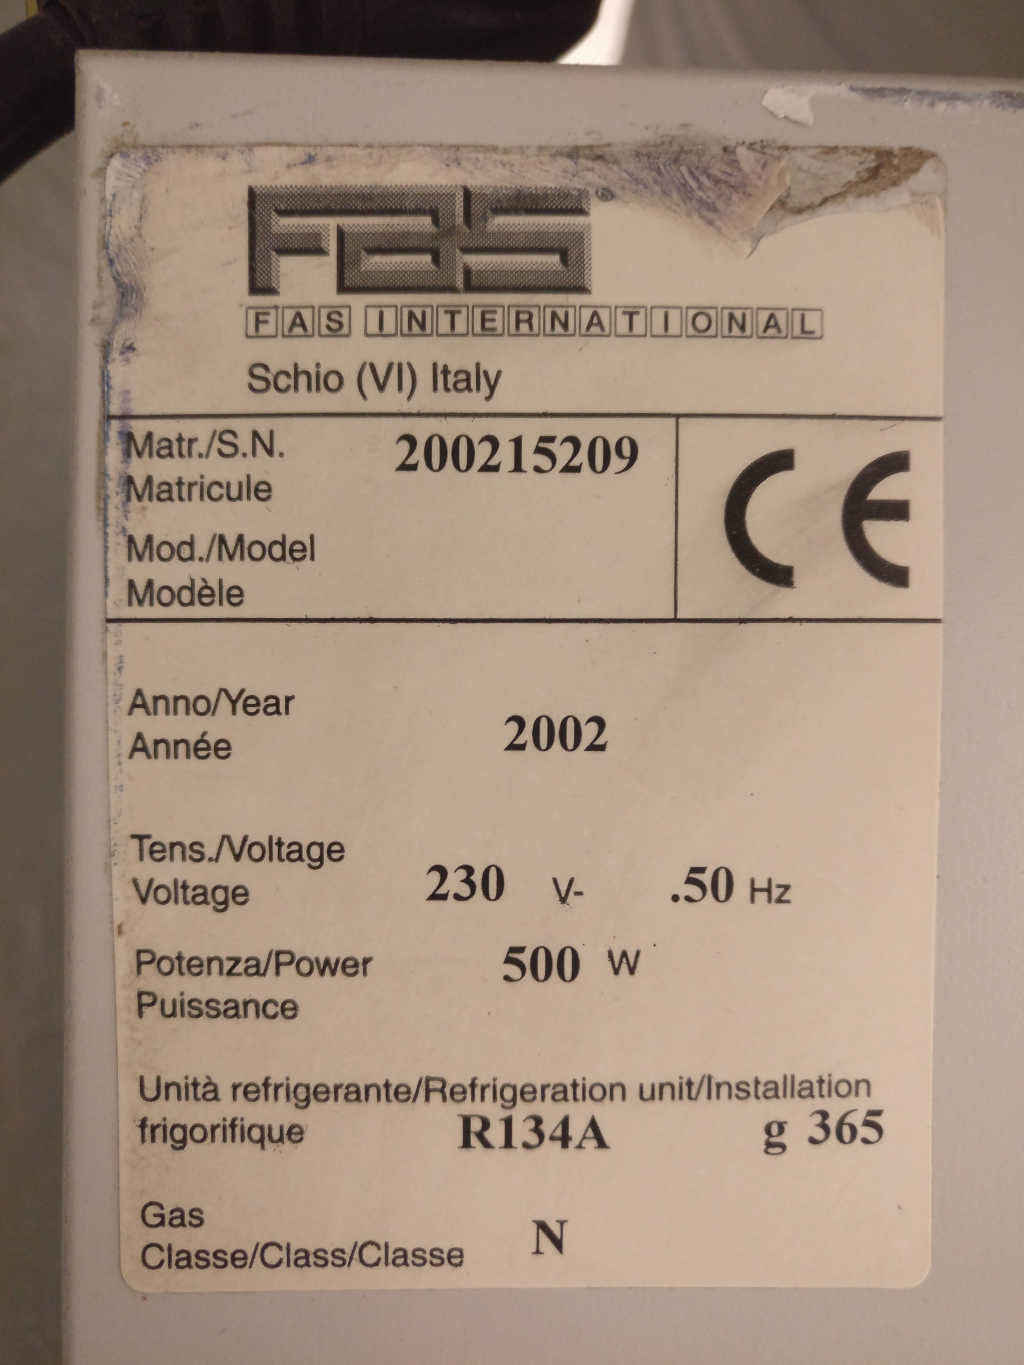 Fas®
FAS INTERNATIONAL
Schio (VI) Italy
Matr./S.N. 200215209
Matricule
Mod./Model
Modèle
CE
Anno/Year
Année 2002
Tens./Voltage
Voltage 230 V- .50 Hz
Potenza/Power 500 W
Puissance
Unità refrigerante/Refrigeration unit/Installation
frigorifique R134A g 365
Gas
Classe/Class/Classe N